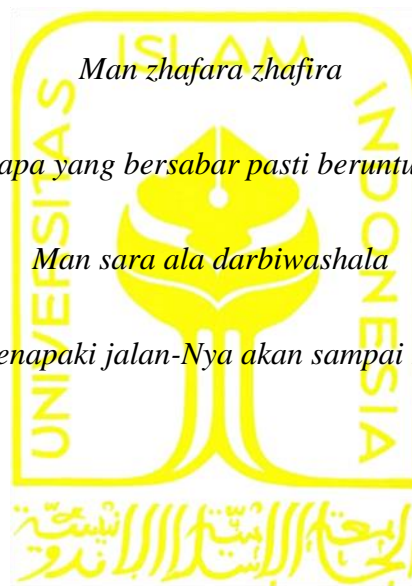 ISLAM
UNIVERSITAS
INDONESIA
Man zhafara zhafira
apa yang bersabar pasti beruntu
Man sara ala darbiwashala
enapaki jalan-Nya akan sampai